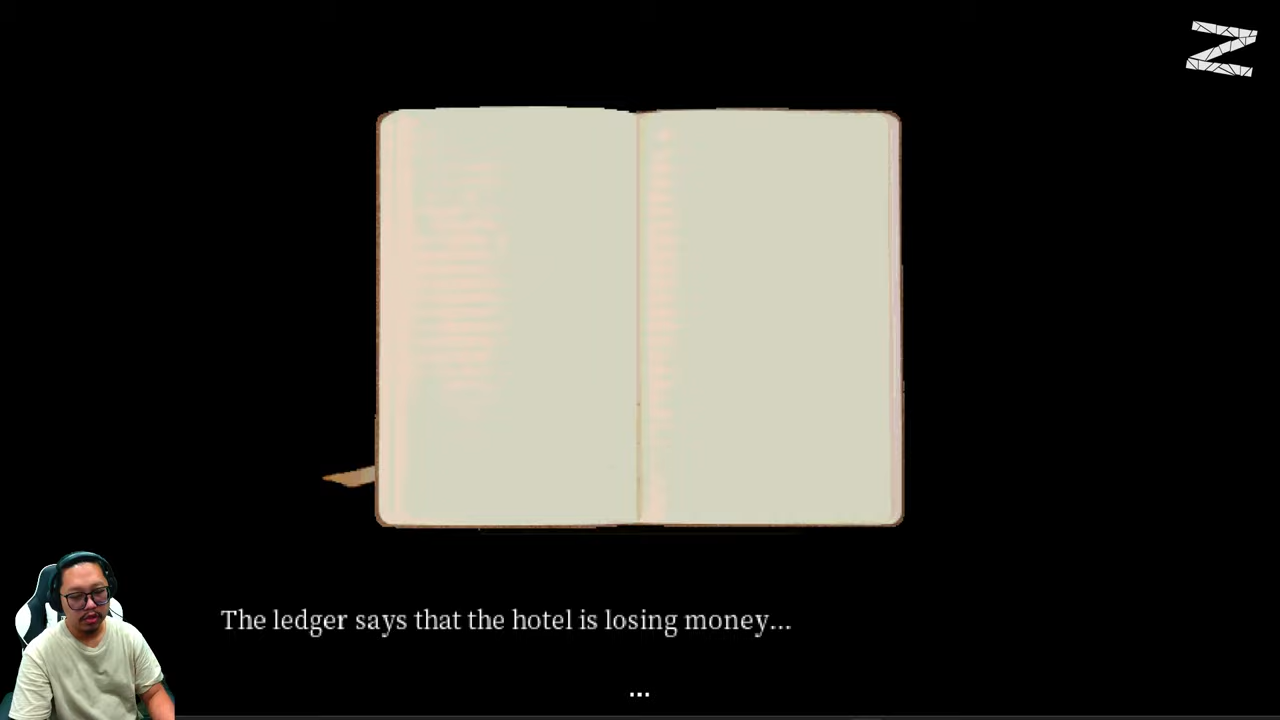 Z
The ledger says that the hotel is losing money...
...